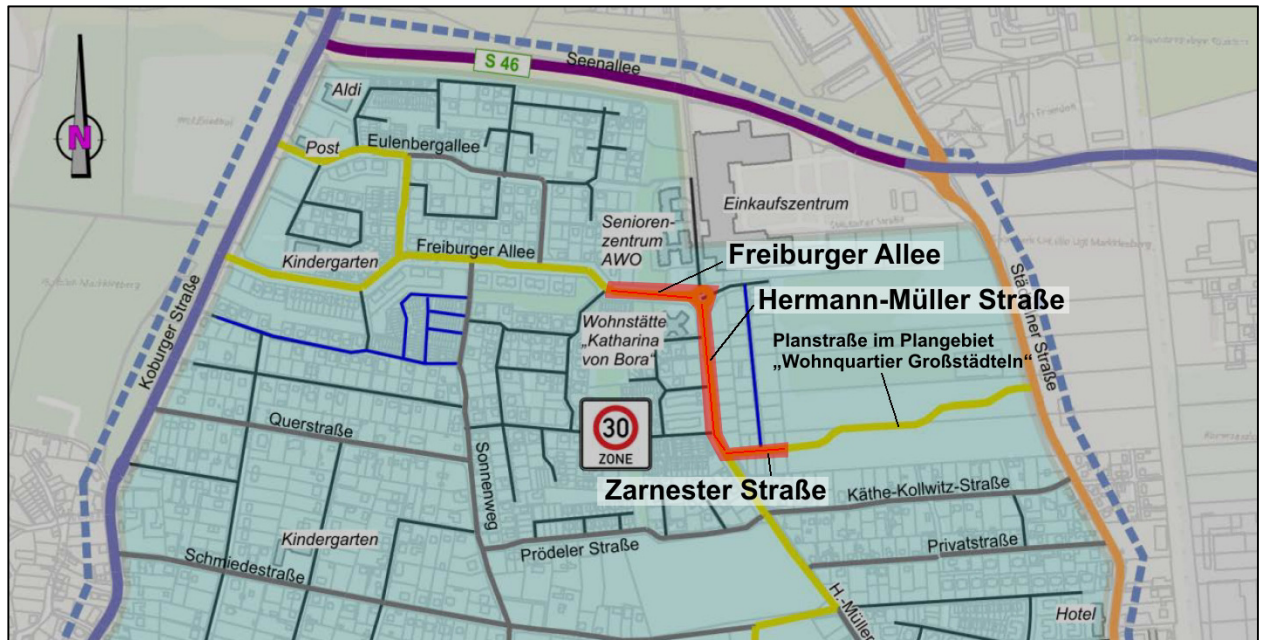 S 46
Seenallee
Aldi
Post
Eulenbergallee
Einkaufszentrum
Senioren-
zentrum
AWO
Freiburger Allee
Kindergarten
Freiburger Allee
Hermann-Müller Straße
Städtelner Straße
Koburger Straße
Wohnstätte
„Katharina
von Bora“
Planstraße im Plangebiet
„Wohnquartier Großstädteln“
30
ZONE
Querstraße
Sonnenweg
Zarnester Straße
Käthe-Kollwitz-Straße
Kindergarten
Prödeler Straße
Privatstraße
Schmiedestraße
Hotel
H.-Müller
N